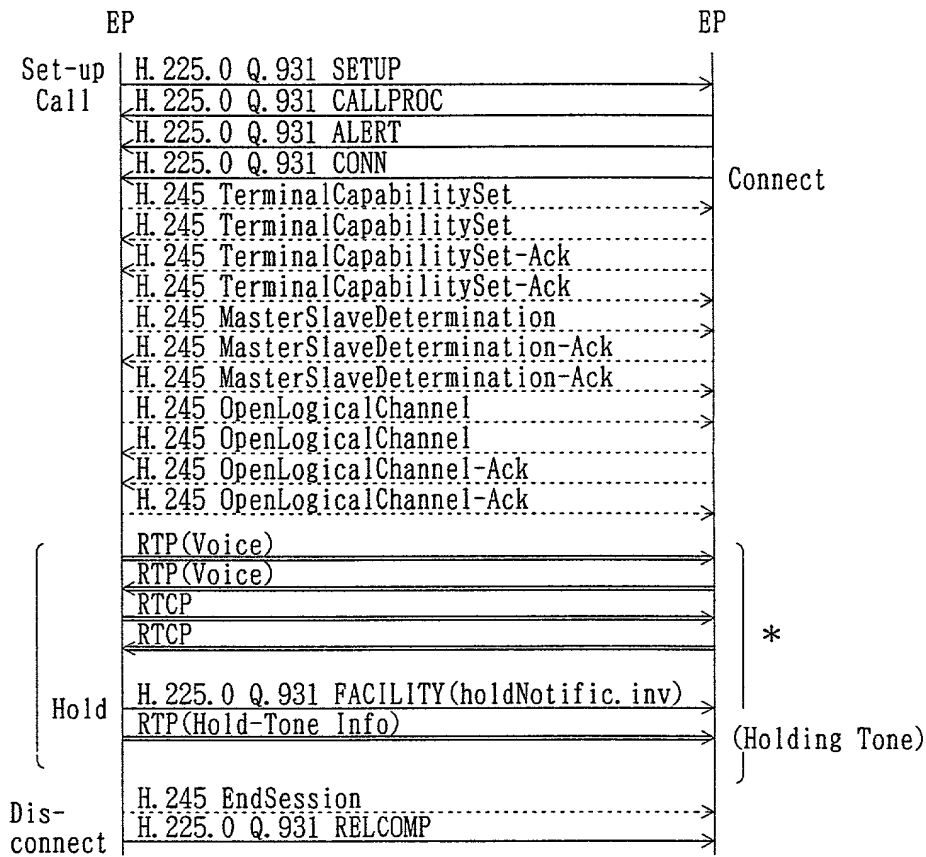 EP EP
Set-up H.225.0 Q.931 SETUP
Call H.225.0 Q.931 CALLPROC
H.225.0 Q.931 ALERT
H.225.0 Q.931 CONN
Connect
H.245 TerminalCapabilitySet
H.245 TerminalCapabilitySet
H.245 TerminalCapabilitySet-Ack
H.245 TerminalCapabilitySet-Ack
H.245 MasterSlaveDetermination
H.245 MasterSlaveDetermination-Ack
H.245 MasterSlaveDetermination-Ack
H.245 OpenLogicalChannel
H.245 OpenLogicalChannel
H.245 OpenLogicalChannel-Ack
H.245 OpenLogicalChannel-Ack
RTP(Voice)
RTP(Voice)
RTCP
RTCP *
Hold H.225.0 Q.931 FACILITY(holdNotific.inv)
RTP(Hold-Tone Info) (Holding Tone)
H.245 EndSession
Dis-
connect H.225.0 Q.931 RELCOMP